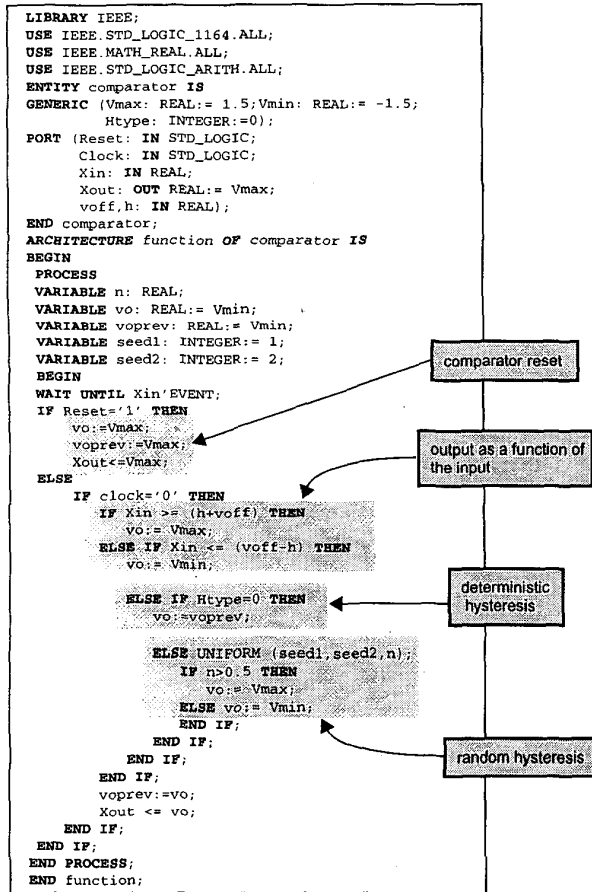 LIBRARY IEEE;
USE IEEE.STD_LOGIC_1164.ALL;
USE IEEE.MATH_REAL.ALL;
USE IEEE.STD_LOGIC_ARITH.ALL;
ENTITY comparator IS
GENERIC (Vmax: REAL:= 1.5;Vmin: REAL:= -1.5;
Htype: INTEGER:=0);
PORT (Reset: IN STD_LOGIC;
Clock: IN STD_LOGIC;
Xin: IN REAL;
Xout: OUT REAL:= Vmax;
voff,h: IN REAL);
END comparator;
ARCHITECTURE function OF comparator IS
BEGIN
PROCESS
VARIABLE n: REAL;
VARIABLE vo: REAL:= Vmin;
VARIABLE voprev: REAL:= Vmin;
VARIABLE seed1: INTEGER:= 1;
VARIABLE seed2: INTEGER:= 2;
BEGIN
WAIT UNTIL Xin'EVENT;
IF Reset='1' THEN
vo:=Vmax;
voprev:=Vmax;
Xout<=Vmax;
ELSE
IF clock='0' THEN
IF Xin >= (h+voff) THEN
vo:= Vmax;
ELSE IF Xin <= (voff-h) THEN
vo:= Vmin;
ELSE IF Htype=0 THEN
vo:=voprev;
ELSE UNIFORM (seed1,seed2,n);
IF n>0.5 THEN
vo:= Vmax;
ELSE vo:= Vmin;
END IF;
END IF;
END IF;
END IF;
voprev:=vo;
Xout <= vo;
END IF;
END IF;
END PROCESS;
END function;
comparator reset
output as a function of
the input
deterministic
hysteresis
random hysteresis